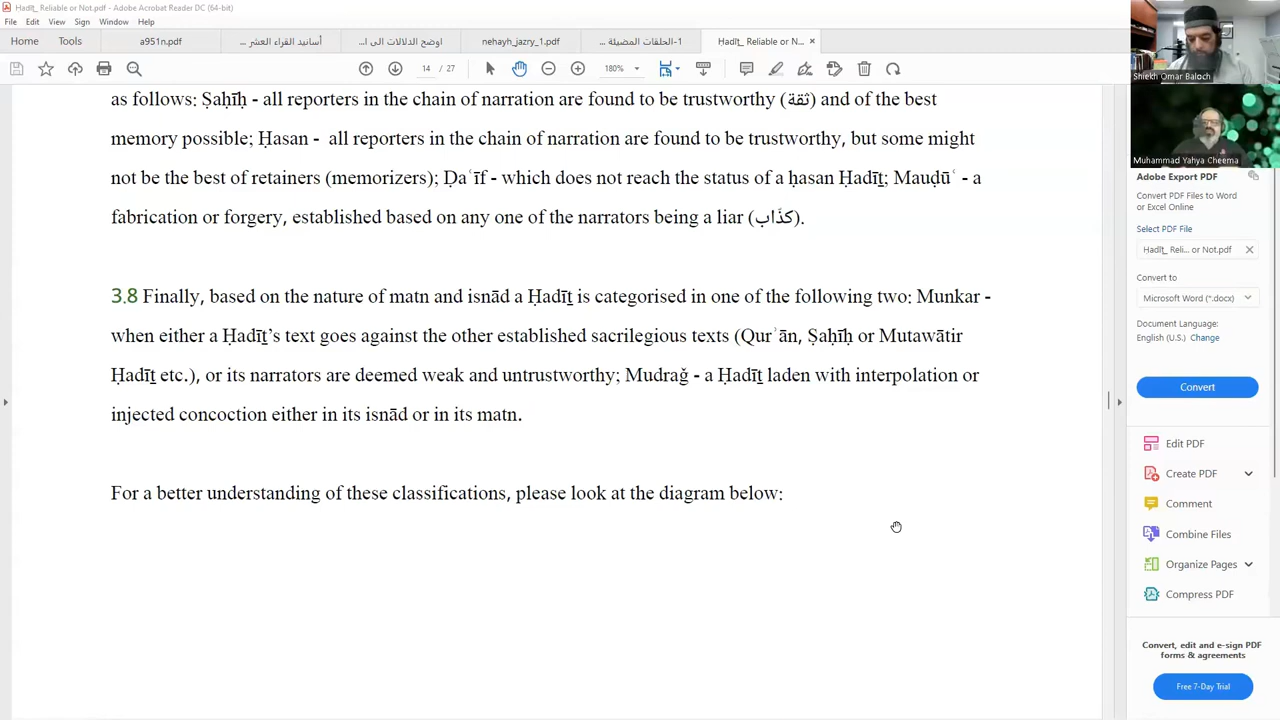 Hadīṯ_ Reliable or Not.pdf - Adobe Acrobat Reader DC (64-bit)
File Edit View Sign Window Help
Home Tools a951n.pdf أسانيد القراء العشر ... اوضح الدلالات الى ا... nehayh_jazy_1.pdf 1-الحلقات المضيئة ... Hadīṯ_ Reliable or N... ×
14 / 27 180%
as follows: Ṣaḥīḥ - all reporters in the chain of narration are found to be trustworthy (ثقة) and of the best
memory possible; Ḥasan - all reporters in the chain of narration are found to be trustworthy, but some might
not be the best of retainers (memorizers); Ḍaʿīf - which does not reach the status of a ḥasan Ḥadīṯ; Mauḍūʿ - a
fabrication or forgery, established based on any one of the narrators being a liar (كذّاب).
3.8 Finally, based on the nature of matn and isnād a Ḥadīṯ is categorised in one of the following two: Munkar -
when either a Ḥadīṯ’s text goes against the other established sacrilegious texts (Qurʾān, Ṣaḥīḥ or Mutawātir
Ḥadīṯ etc.), or its narrators are deemed weak and untrustworthy; Mudraǧ - a Ḥadīṯ laden with interpolation or
injected concoction either in its isnād or in its matn.
For a better understanding of these classifications, please look at the diagram below:
Shiekh Omar Baloch
Muhammad Yahya Cheema
Adobe Export PDF
Convert PDF Files to Word
or Excel Online
Select PDF File
Hadīṯ_ Reli... or Not.pdf ×
Convert to
Microsoft Word (*.docx)
Document Language:
English (U.S.) Change
Convert
Edit PDF
Create PDF
Comment
Combine Files
Organize Pages
Compress PDF
Convert, edit and e-sign PDF
forms & agreements
Free 7-Day Trial